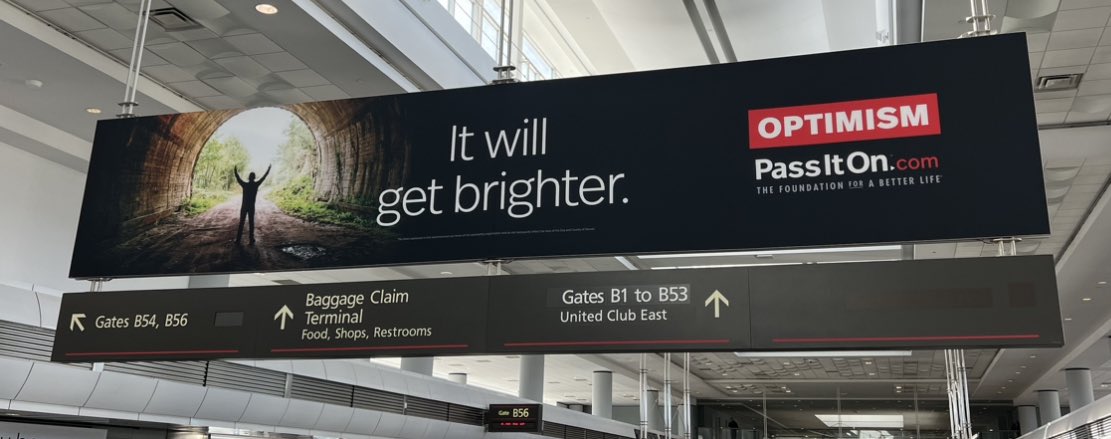 It will
get brighter.
OPTIMISM
PassItOn.com
THE FOUNDATION FOR A BETTER LIFE
Gates B54, B56
Baggage Claim
Terminal
Food, Shops, Restrooms
Gates B1 to B53
United Club East
Gate B56